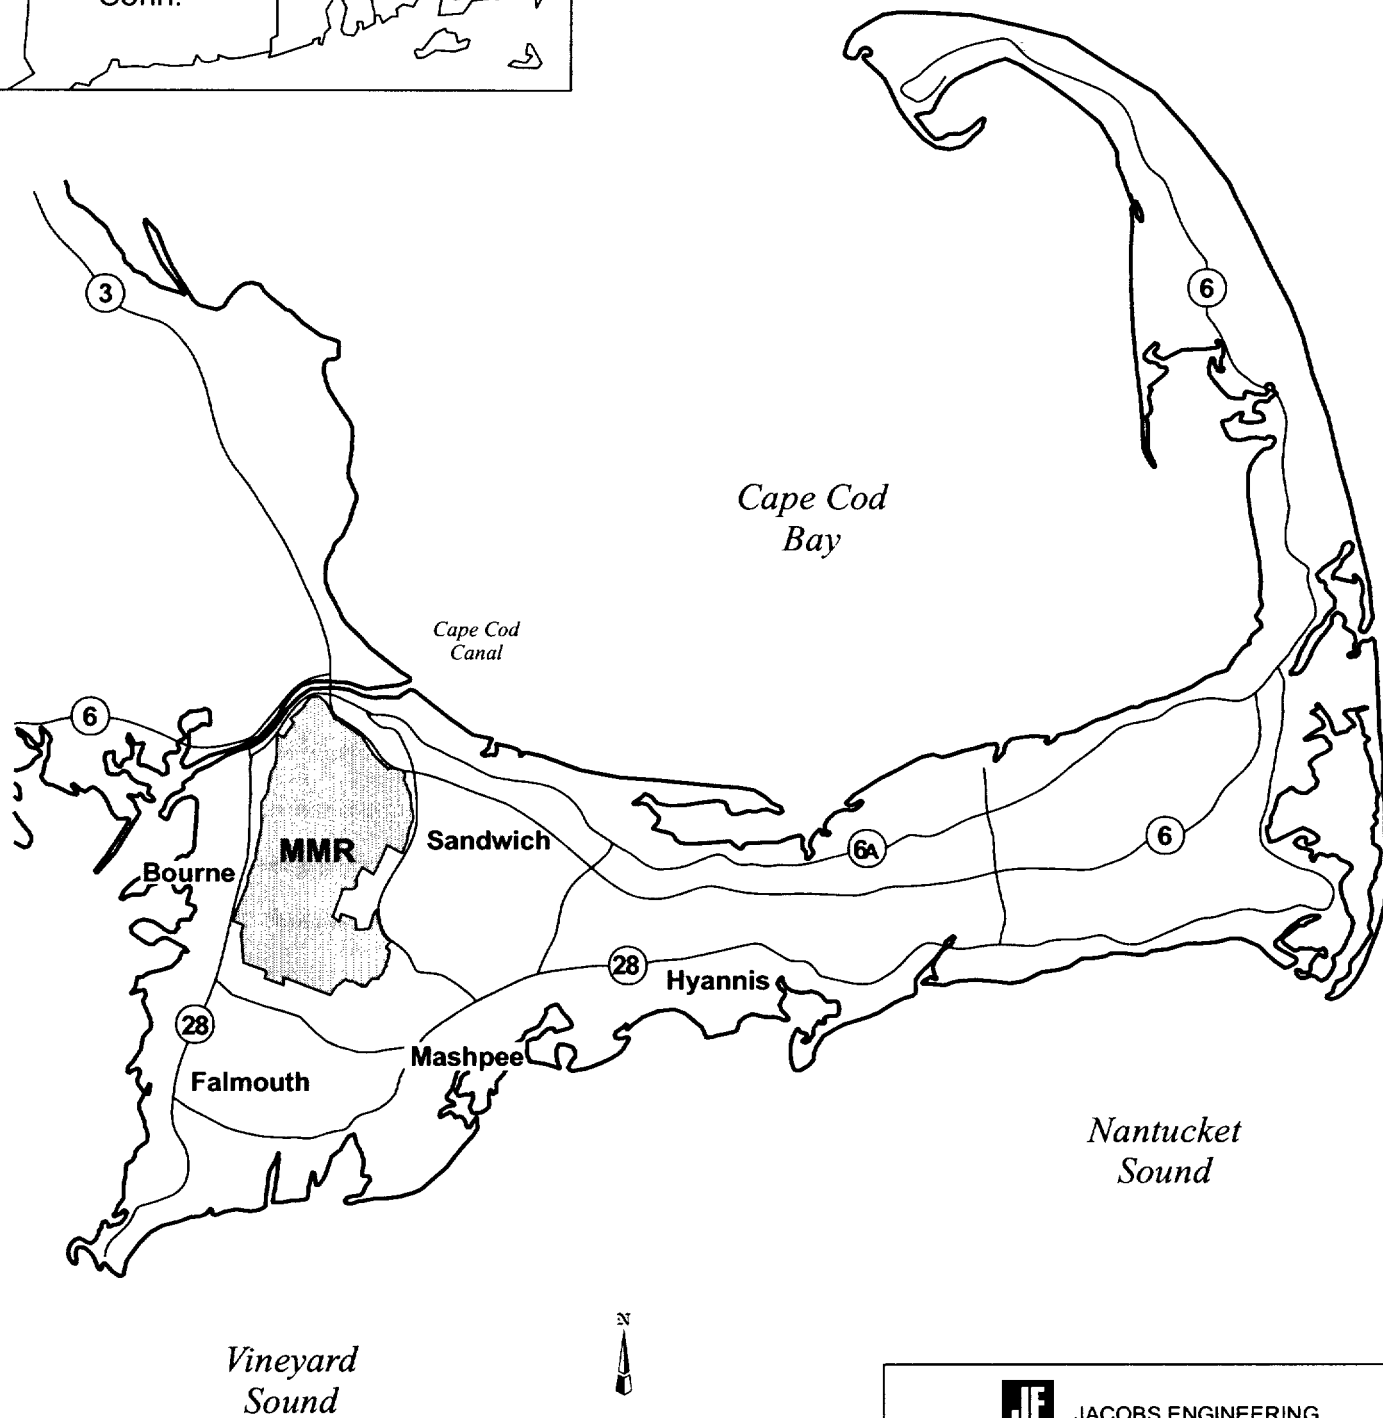 Conn.
3
6
Cape Cod
Bay
Cape Cod
Canal
6
MMR
Sandwich
Bourne
6A
6
28
Hyannis
28
Mashpee
Falmouth
Nantucket
Sound
N
Vineyard
Sound
JE
JACOBS ENGINEERING